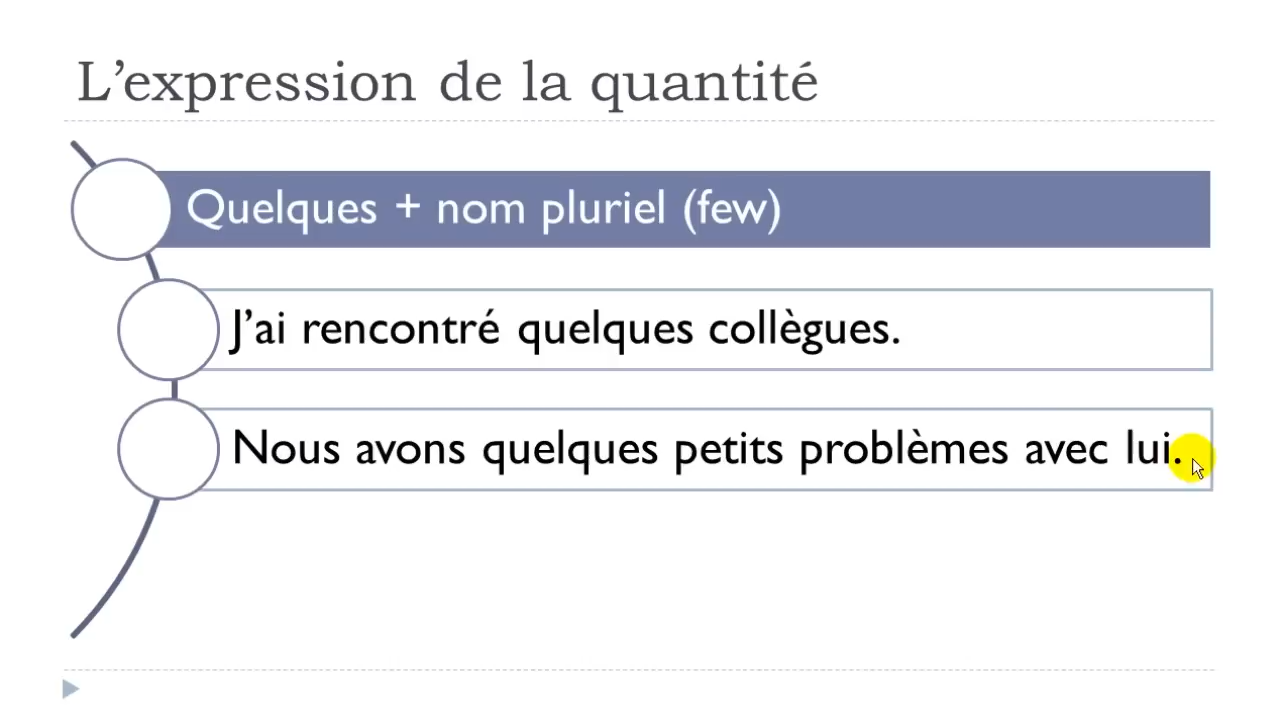 L’expression de la quantité
Quelques + nom pluriel (few)
J’ai rencontré quelques collègues.
Nous avons quelques petits problèmes avec lui.